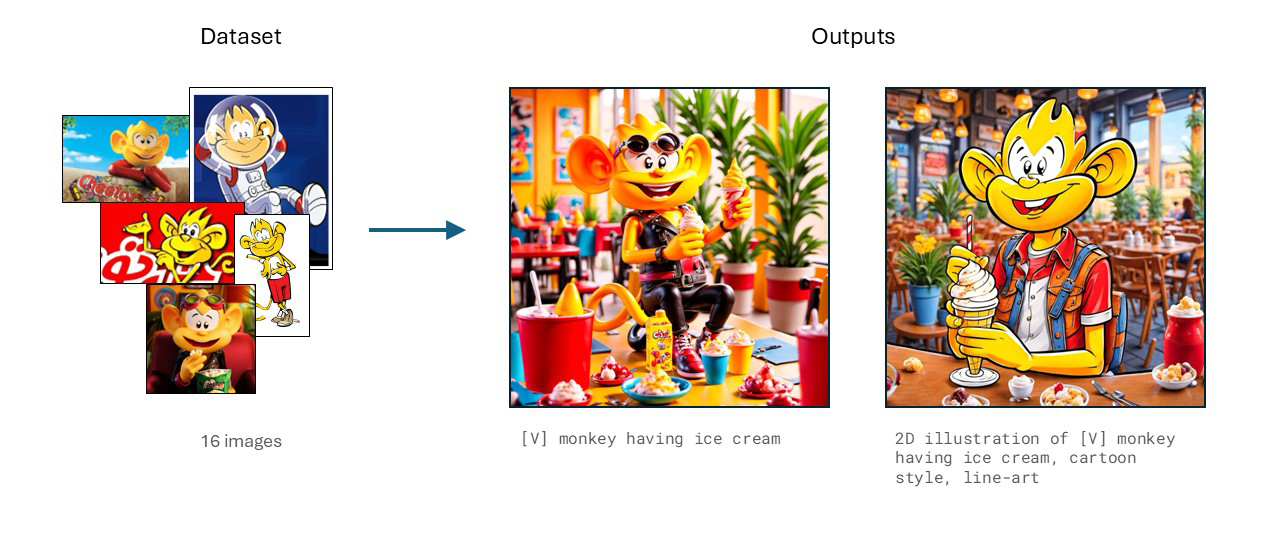 Dataset
Outputs
Cheetos
16 images
[V] monkey having ice cream
2D illustration of [V] monkey
having ice cream, cartoon
style, line-art